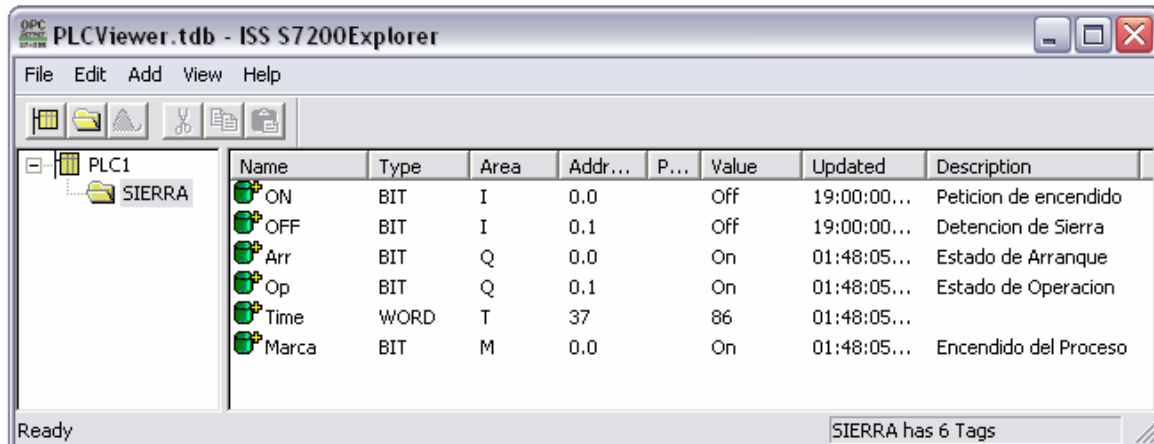 PLCViewer.tdb - ISS S7200Explorer
File Edit Add View Help
PLC1
SIERRA
Name Type Area Addr... P... Value Updated Description
ON BIT I 0.0 Off 19:00:00... Peticion de encendido
OFF BIT I 0.1 Off 19:00:00... Detencion de Sierra
Arr BIT Q 0.0 On 01:48:05... Estado de Arranque
Op BIT Q 0.1 On 01:48:05... Estado de Operacion
Time WORD T 37 86 01:48:05...
Marca BIT M 0.0 On 01:48:05... Encendido del Proceso
Ready SIERRA has 6 Tags